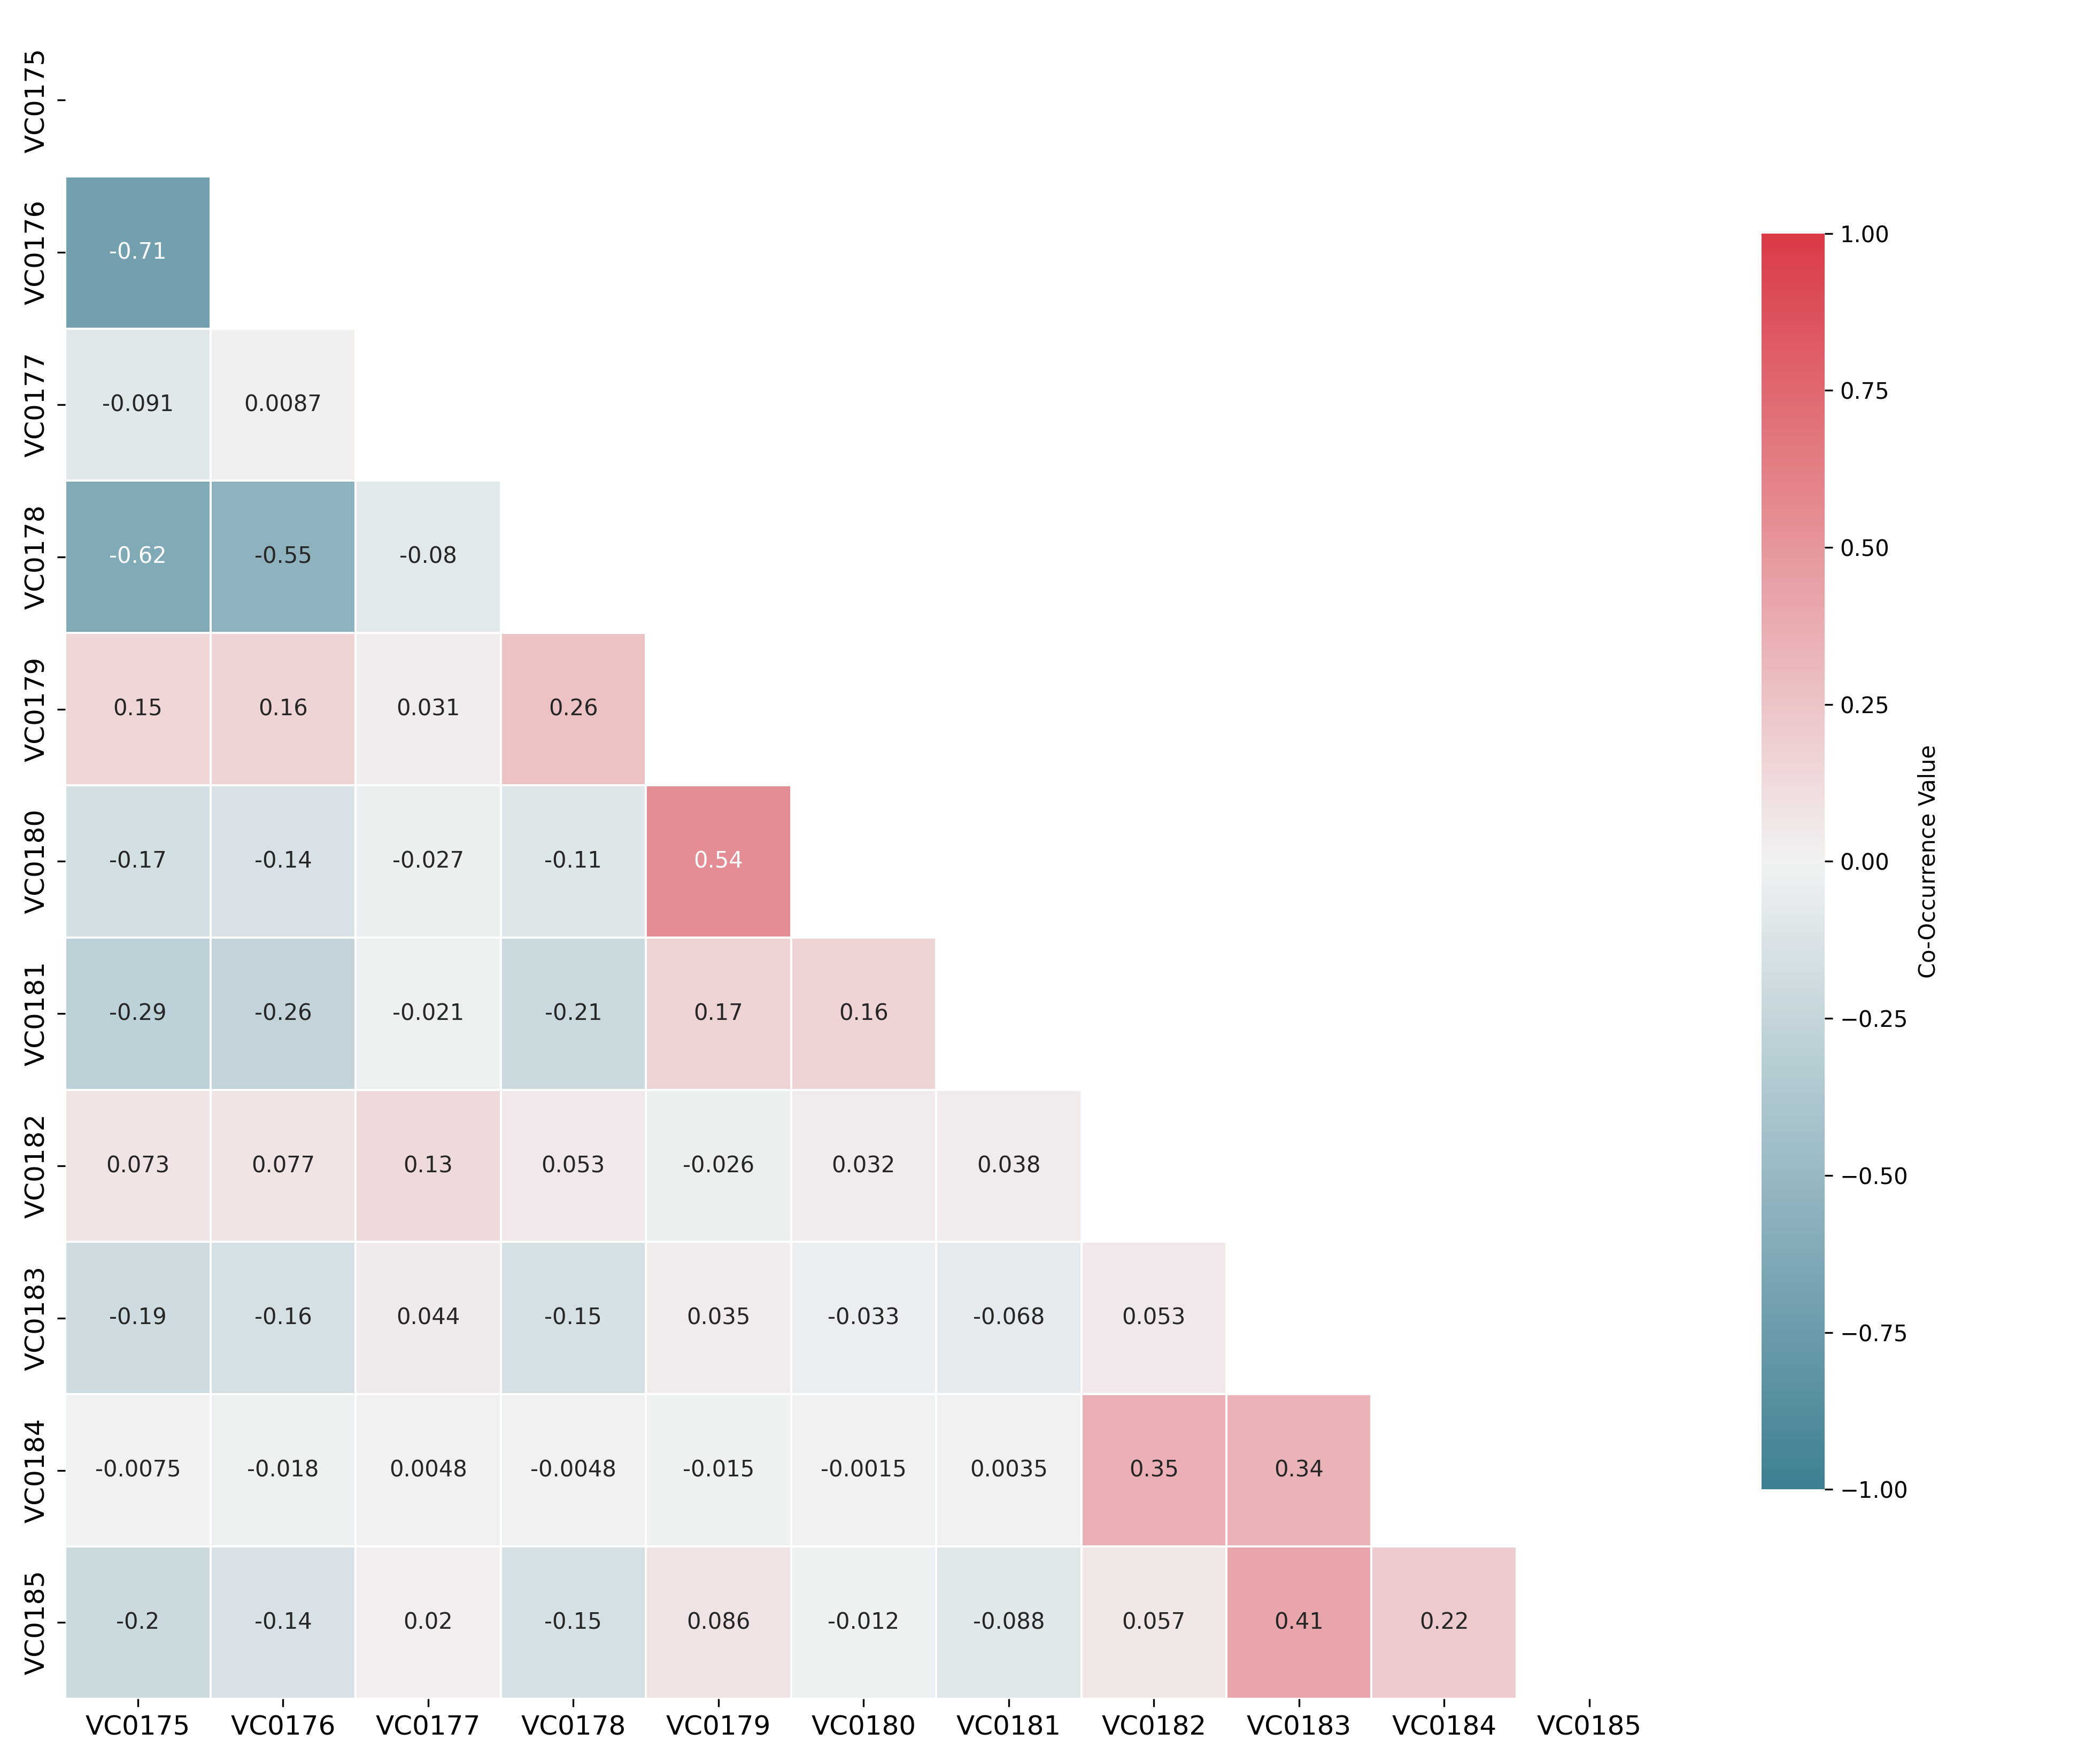 VC0175
VC0176 -0.71
VC0177 -0.091 0.0087
VC0178 -0.62 -0.55 -0.08
VC0179 0.15 0.16 0.031 0.26
VC0180 -0.17 -0.14 -0.027 -0.11 0.54
VC0181 -0.29 -0.26 -0.021 -0.21 0.17 0.16
VC0182 0.073 0.077 0.13 0.053 -0.026 0.032 0.038
VC0183 -0.19 -0.16 0.044 -0.15 0.035 -0.033 -0.068 0.053
VC0184 -0.0075 -0.018 0.0048 -0.0048 -0.015 -0.0015 0.0035 0.35 0.34
VC0185 -0.2 -0.14 0.02 -0.15 0.086 -0.012 -0.088 0.057 0.41 0.22
VC0175 VC0176 VC0177 VC0178 VC0179 VC0180 VC0181 VC0182 VC0183 VC0184 VC0185
1.00
0.75
0.50
0.25
0.00
−0.25
−0.50
−0.75
−1.00
Co-Occurrence Value